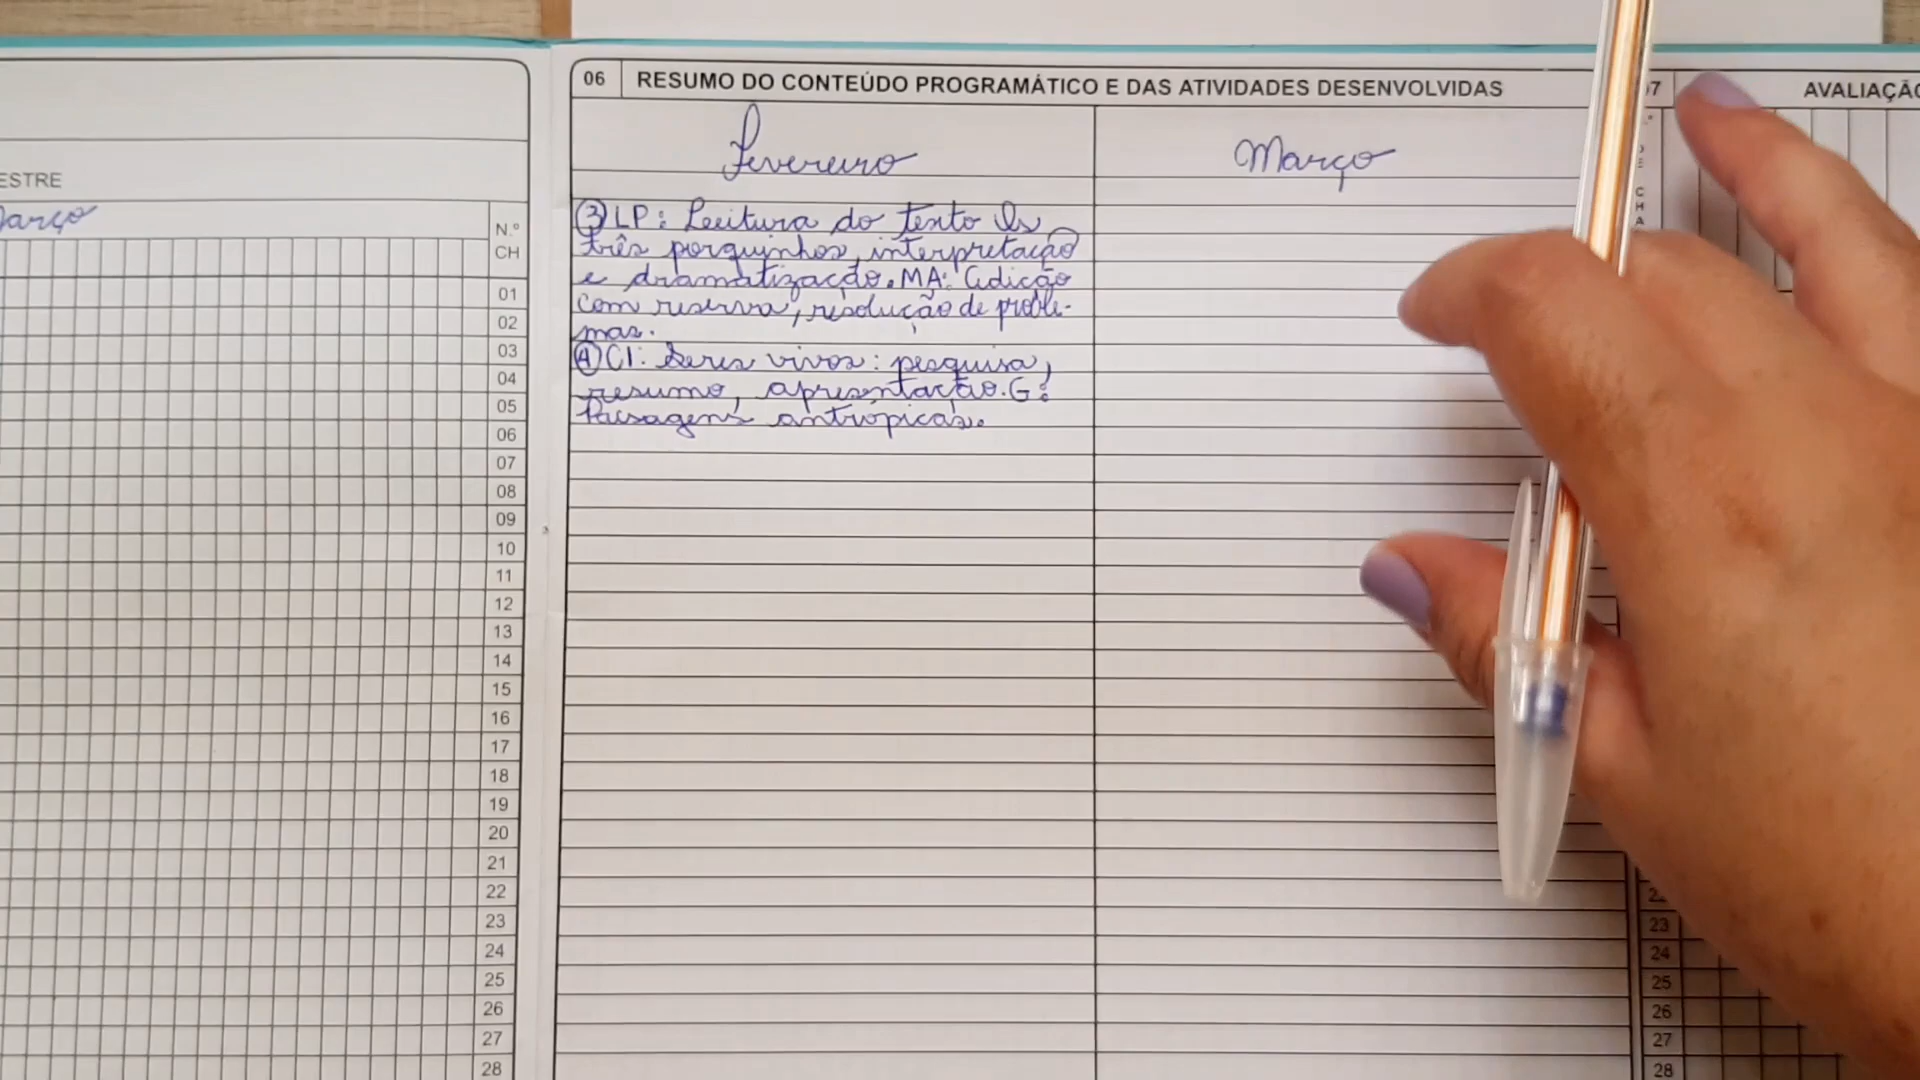 ESTRE
Março
N.º
CH
01
02
03
04
05
06
07
08
09
10
11
12
13
14
15
16
17
18
19
20
21
22
23
24
25
26
27
28
06 RESUMO DO CONTEÚDO PROGRAMÁTICO E DAS ATIVIDADES DESENVOLVIDAS
Fevereiro
③ LP: Leitura do texto Os
três porquinhos, interpretação
e dramatização. MA: Adição
com reserva, resolução de proble-
mas.
④ CI: Seres vivos: pesquisa,
resumo, apresentação. G:
Paisagens antrópicas.
Março
7 AVALIAÇÃO
D
E
C
H
A
22
23
24
25
26
27
28